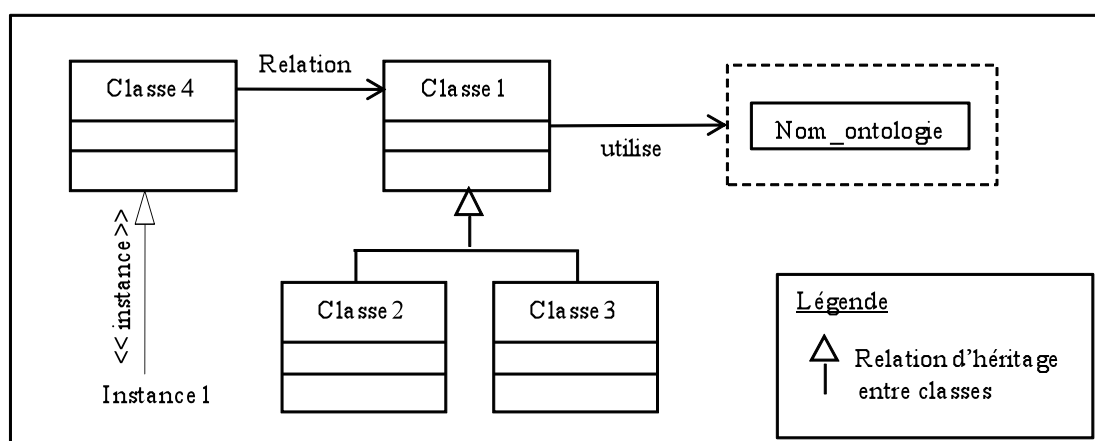 Relation
Classe 4
Classe 1
Nom_ontologie
utilise
<< instance >>
Classe 2
Classe 3
Instance 1
Légende
Relation d'héritage
entre classes